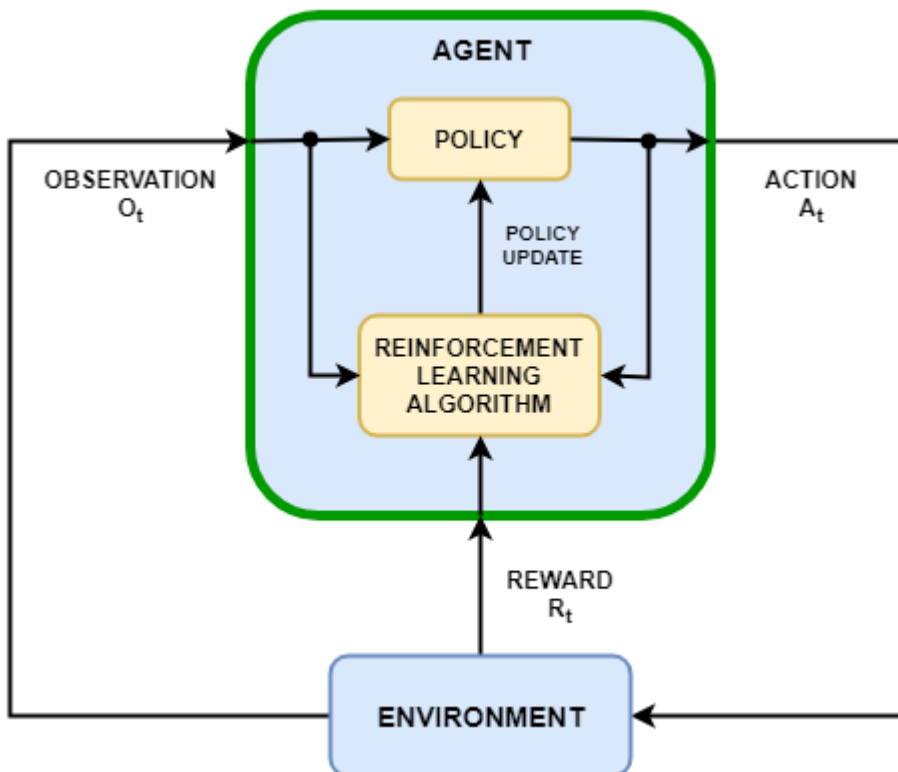 AGENT
POLICY
OBSERVATION
Oₜ
ACTION
Aₜ
POLICY
UPDATE
REINFORCEMENT
LEARNING
ALGORITHM
REWARD
Rₜ
ENVIRONMENT